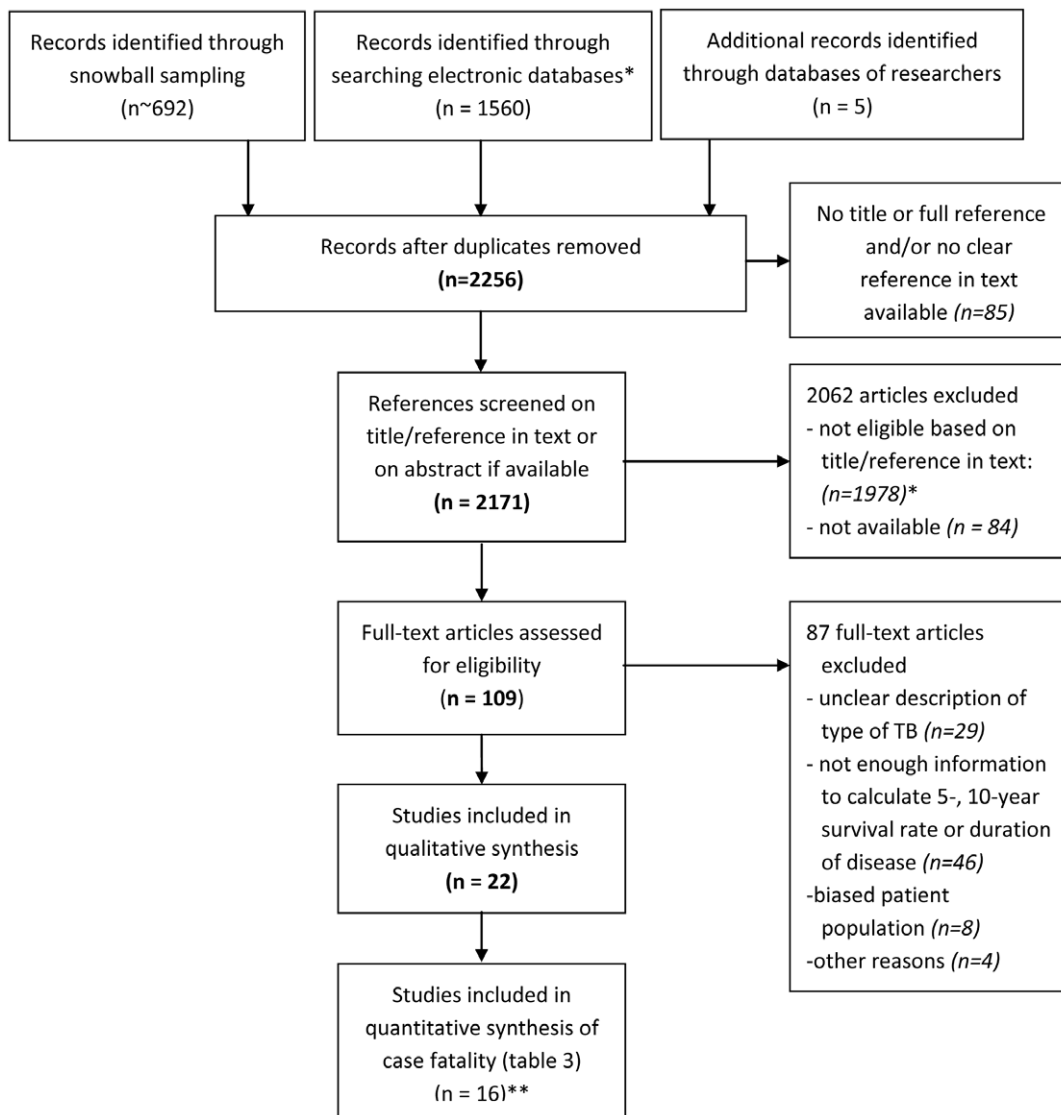 Records identified through
snowball sampling
(n~692)
Records identified through
searching electronic databases*
(n = 1560)
Additional records identified
through databases of researchers
(n = 5)
Records after duplicates removed
(n=2256)
No title or full reference
and/or no clear
reference in text
available (n=85)
References screened on
title/reference in text or
on abstract if available
(n = 2171)
2062 articles excluded
- not eligible based on
title/reference in text:
(n=1978)*
- not available (n = 84)
Full-text articles assessed
for eligibility
(n = 109)
87 full-text articles
excluded
- unclear description of
type of TB (n=29)
- not enough information
to calculate 5-, 10-year
survival rate or duration
of disease (n=46)
-biased patient
population (n=8)
-other reasons (n=4)
Studies included in
qualitative synthesis
(n = 22)
Studies included in
quantitative synthesis of
case fatality (table 3)
(n = 16)**